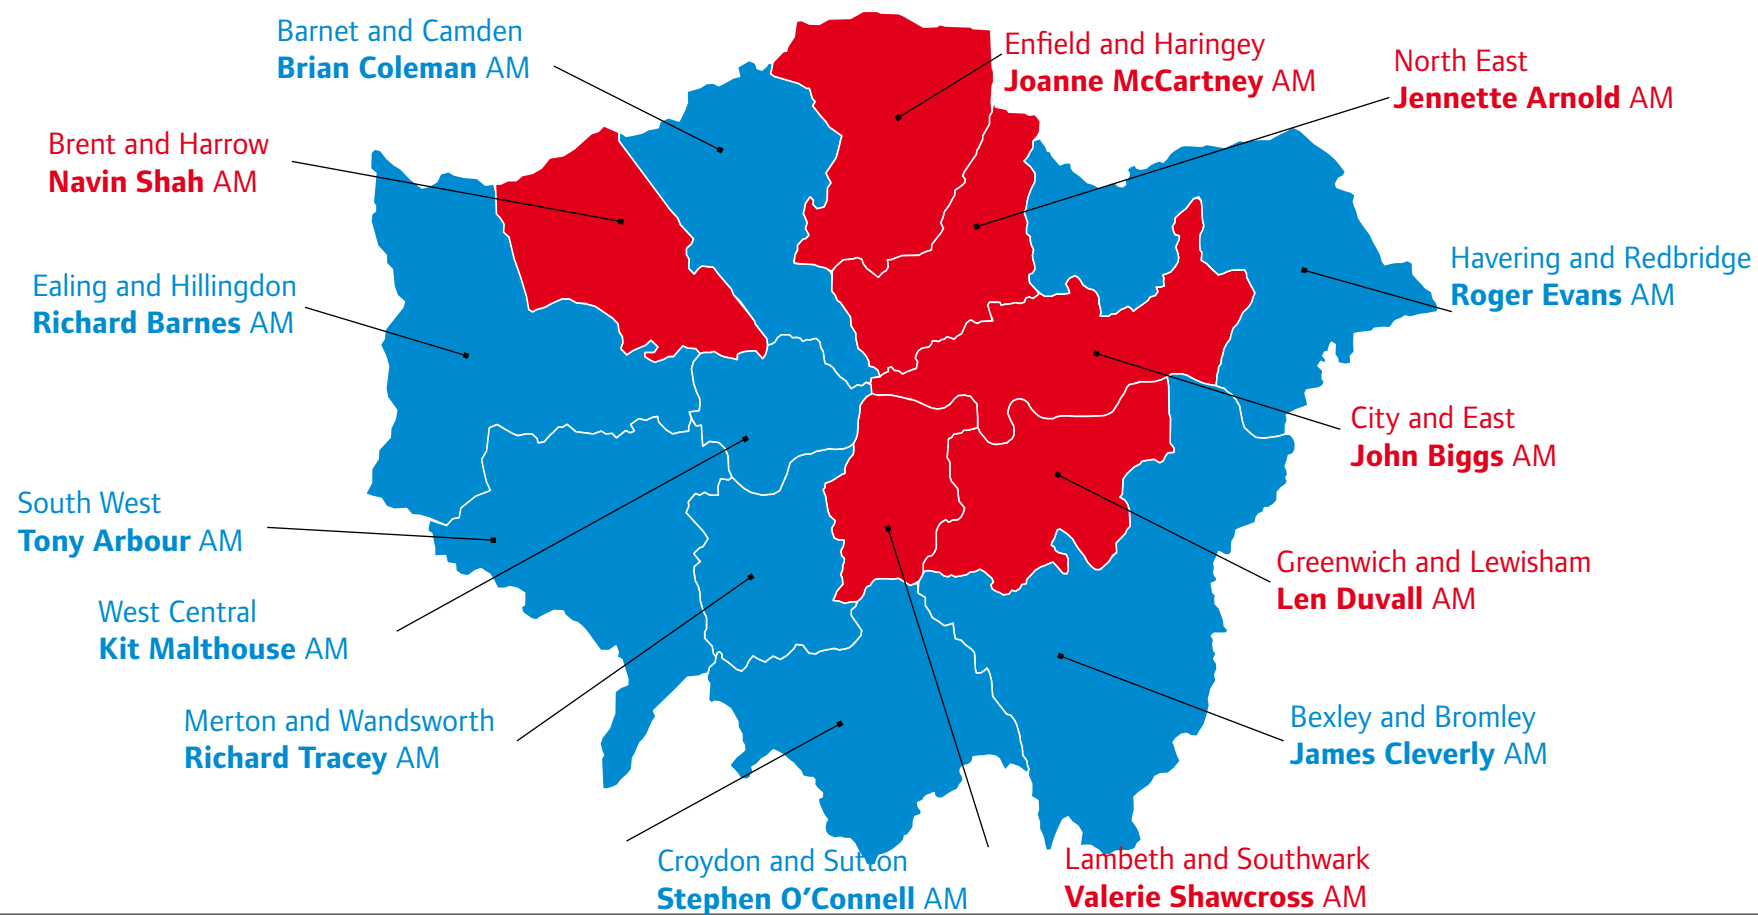 Barnet and Camden
Brian Coleman AM
Enfield and Haringey
Joanne McCartney AM
North East
Jennette Arnold AM
Brent and Harrow
Navin Shah AM
Havering and Redbridge
Roger Evans AM
Ealing and Hillingdon
Richard Barnes AM
City and East
John Biggs AM
South West
Tony Arbour AM
Greenwich and Lewisham
Len Duvall AM
West Central
Kit Malthouse AM
Merton and Wandsworth
Richard Tracey AM
Bexley and Bromley
James Cleverly AM
Croydon and Sutton
Stephen O’Connell AM
Lambeth and Southwark
Valerie Shawcross AM